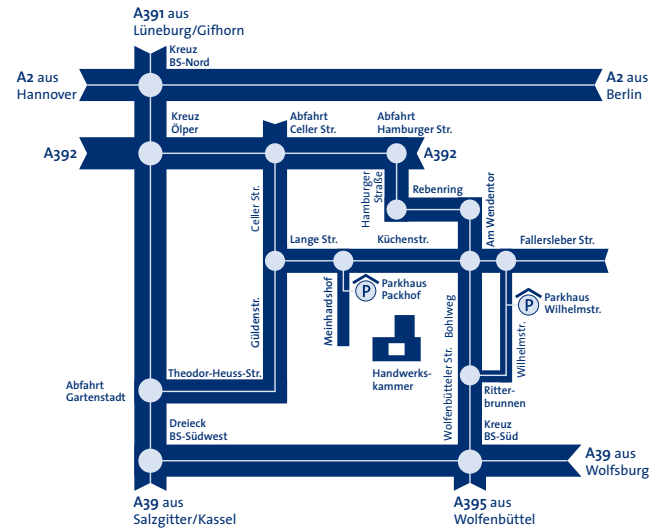 A391 aus
Lüneburg/Gifhorn
Kreuz
BS-Nord
A2 aus
Hannover
A2 aus
Berlin
Kreuz
Ölper
Abfahrt
Celler Str.
Abfahrt
Hamburger Str.
A392
A392
Hamburger
Straße
Rebenring
Am Wendentor
Celler Str.
Lange Str.
Küchenstr.
Fallersleber Str.
P
Parkhaus
Packhof
P
Parkhaus
Wilhelmstr.
Meinhardshof
Güldenstr.
Bohlweg
Wilhelmstr.
Wolfenbütteler Str.
Handwerks-
kammer
Theodor-Heuss-Str.
Abfahrt
Gartenstadt
Ritter-
brunnen
Dreieck
BS-Südwest
Kreuz
BS-Süd
A39 aus
Wolfsburg
A39 aus
Salzgitter/Kassel
A395 aus
Wolfenbüttel